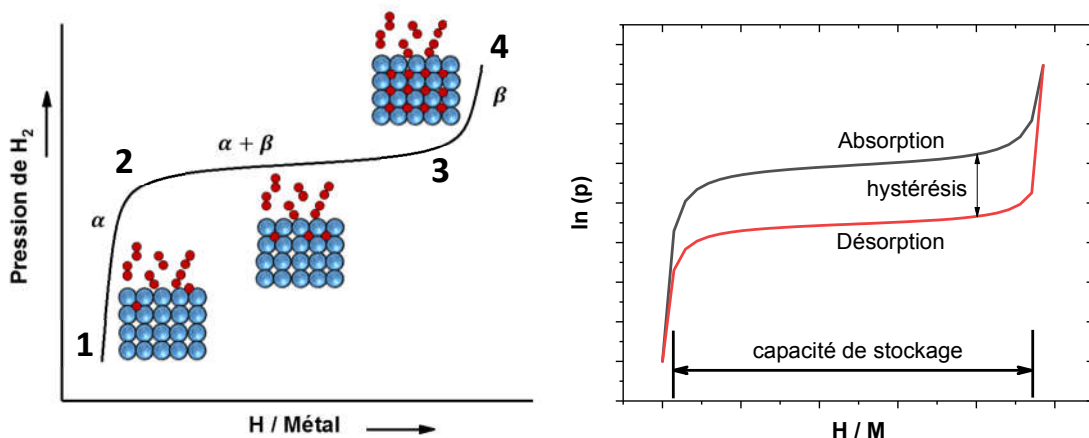 Pression de H2
1
2
3
4
α
α + β
β
H / Métal
ln (p)
Absorption
hystérésis
Désorption
capacité de stockage
H / M